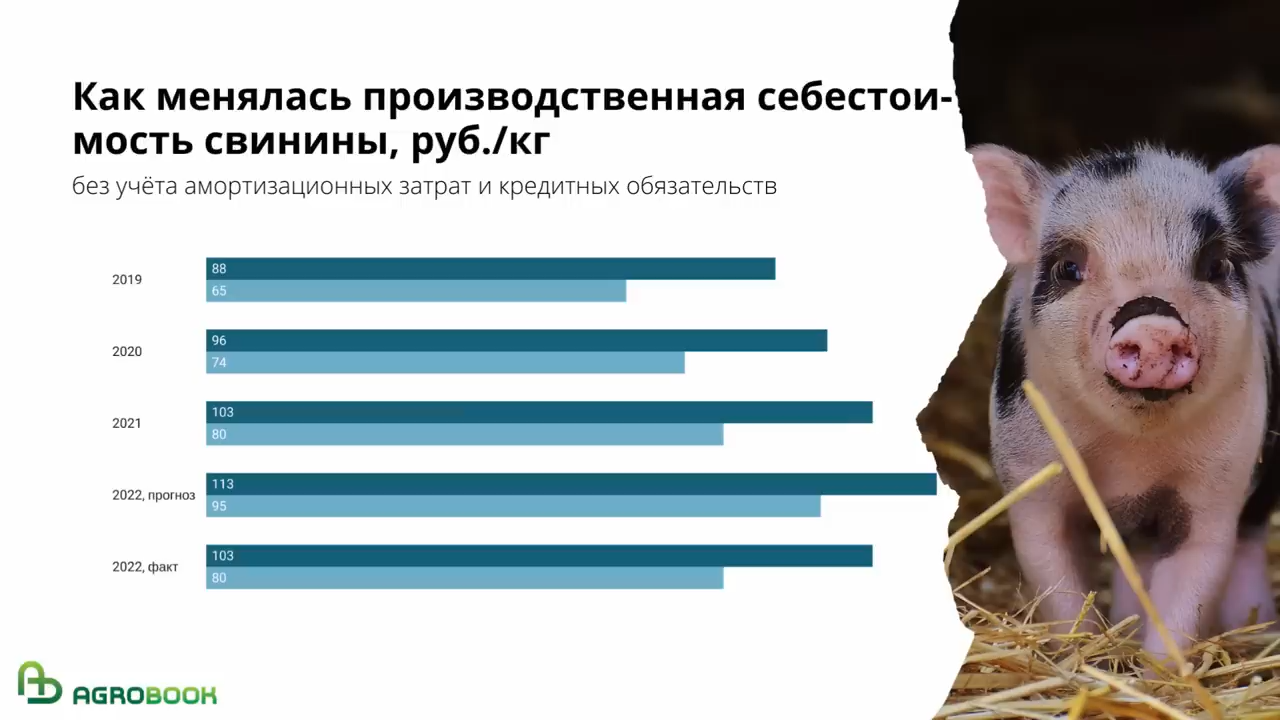 Как менялась производственная себестои-
мость свинины, руб./кг
без учёта амортизационных затрат и кредитных обязательств
2019
88
65
2020
96
74
2021
103
80
2022, прогноз
113
95
2022, факт
103
80
AGROBOOK